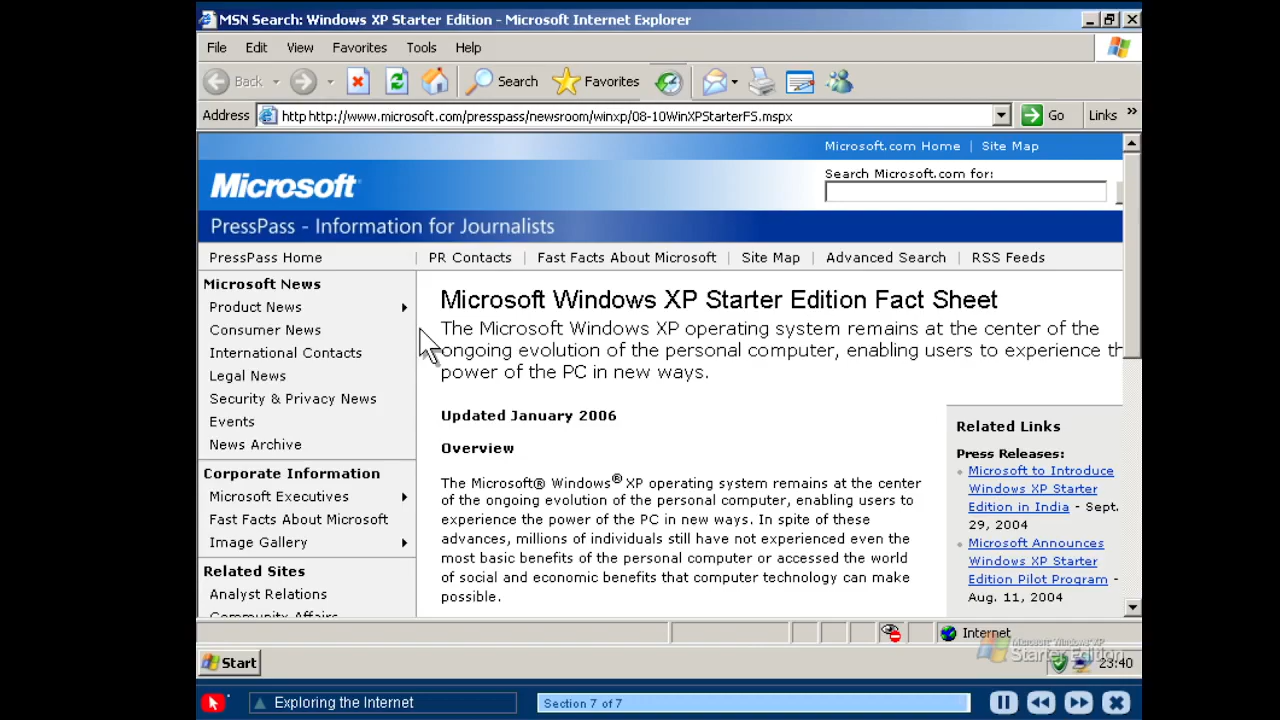 MSN Search: Windows XP Starter Edition - Microsoft Internet Explorer
File Edit View Favorites Tools Help
Back Search Favorites
Address http http://www.microsoft.com/presspass/newsroom/winxp/08-10WinXPStarterFS.mspx Go Links »
Microsoft.com Home | Site Map
Microsoft
Search Microsoft.com for:
PressPass - Information for Journalists
PressPass Home | PR Contacts | Fast Facts About Microsoft | Site Map | Advanced Search | RSS Feeds
Microsoft News
Product News
Consumer News
International Contacts
Legal News
Security & Privacy News
Events
News Archive
Corporate Information
Microsoft Executives
Fast Facts About Microsoft
Image Gallery
Related Sites
Analyst Relations
Community Affairs
Microsoft Windows XP Starter Edition Fact Sheet
The Microsoft Windows XP operating system remains at the center of the
ongoing evolution of the personal computer, enabling users to experience th
power of the PC in new ways.
Updated January 2006
Overview
The Microsoft® Windows® XP operating system remains at the center
of the ongoing evolution of the personal computer, enabling users to
experience the power of the PC in new ways. In spite of these
advances, millions of individuals still have not experienced even the
most basic benefits of the personal computer or accessed the world
of social and economic benefits that computer technology can make
possible.
Related Links
Press Releases:
Microsoft to Introduce
Windows XP Starter
Edition in India - Sept.
29, 2004
Microsoft Announces
Windows XP Starter
Edition Pilot Program -
Aug. 11, 2004
Internet
Microsoft Windows XP
Starter Edition
Start 23:40
Exploring the Internet Section 7 of 7